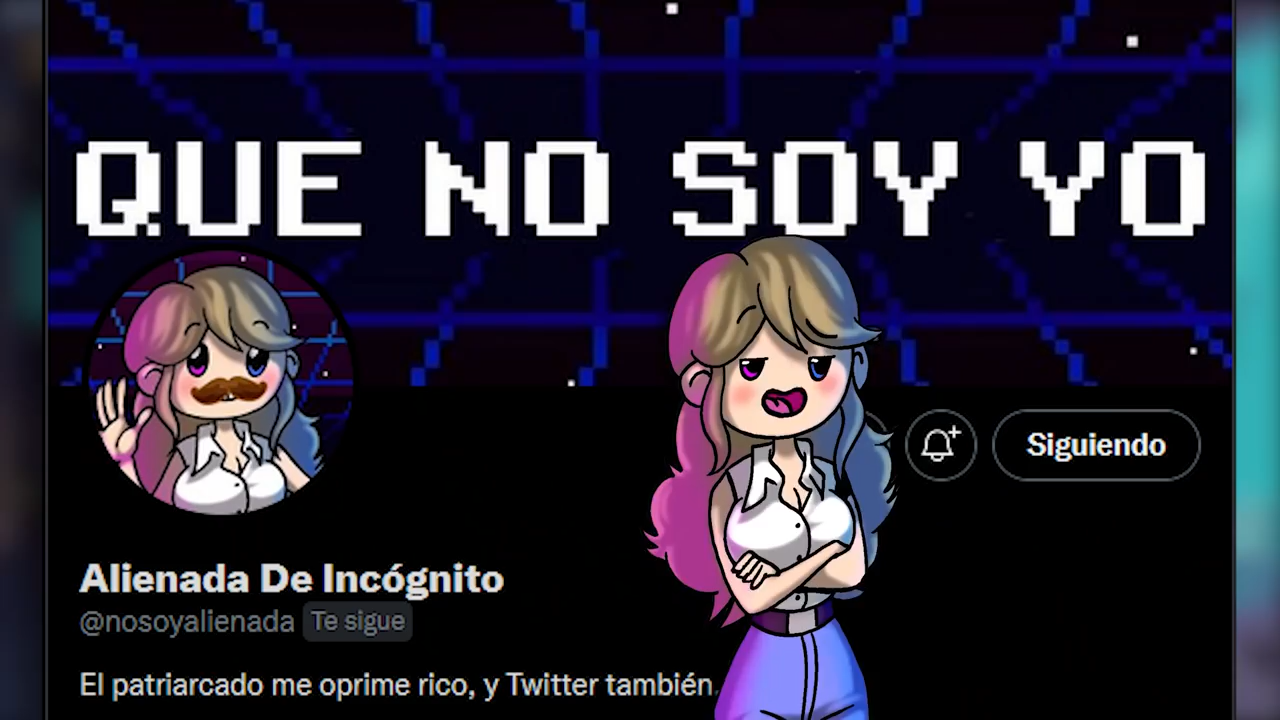 QUE NO SOY YO
Siguiendo
Alienada De Incógnito
@nosoyalienada Te sigue
El patriarcado me oprime rico, y Twitter también.